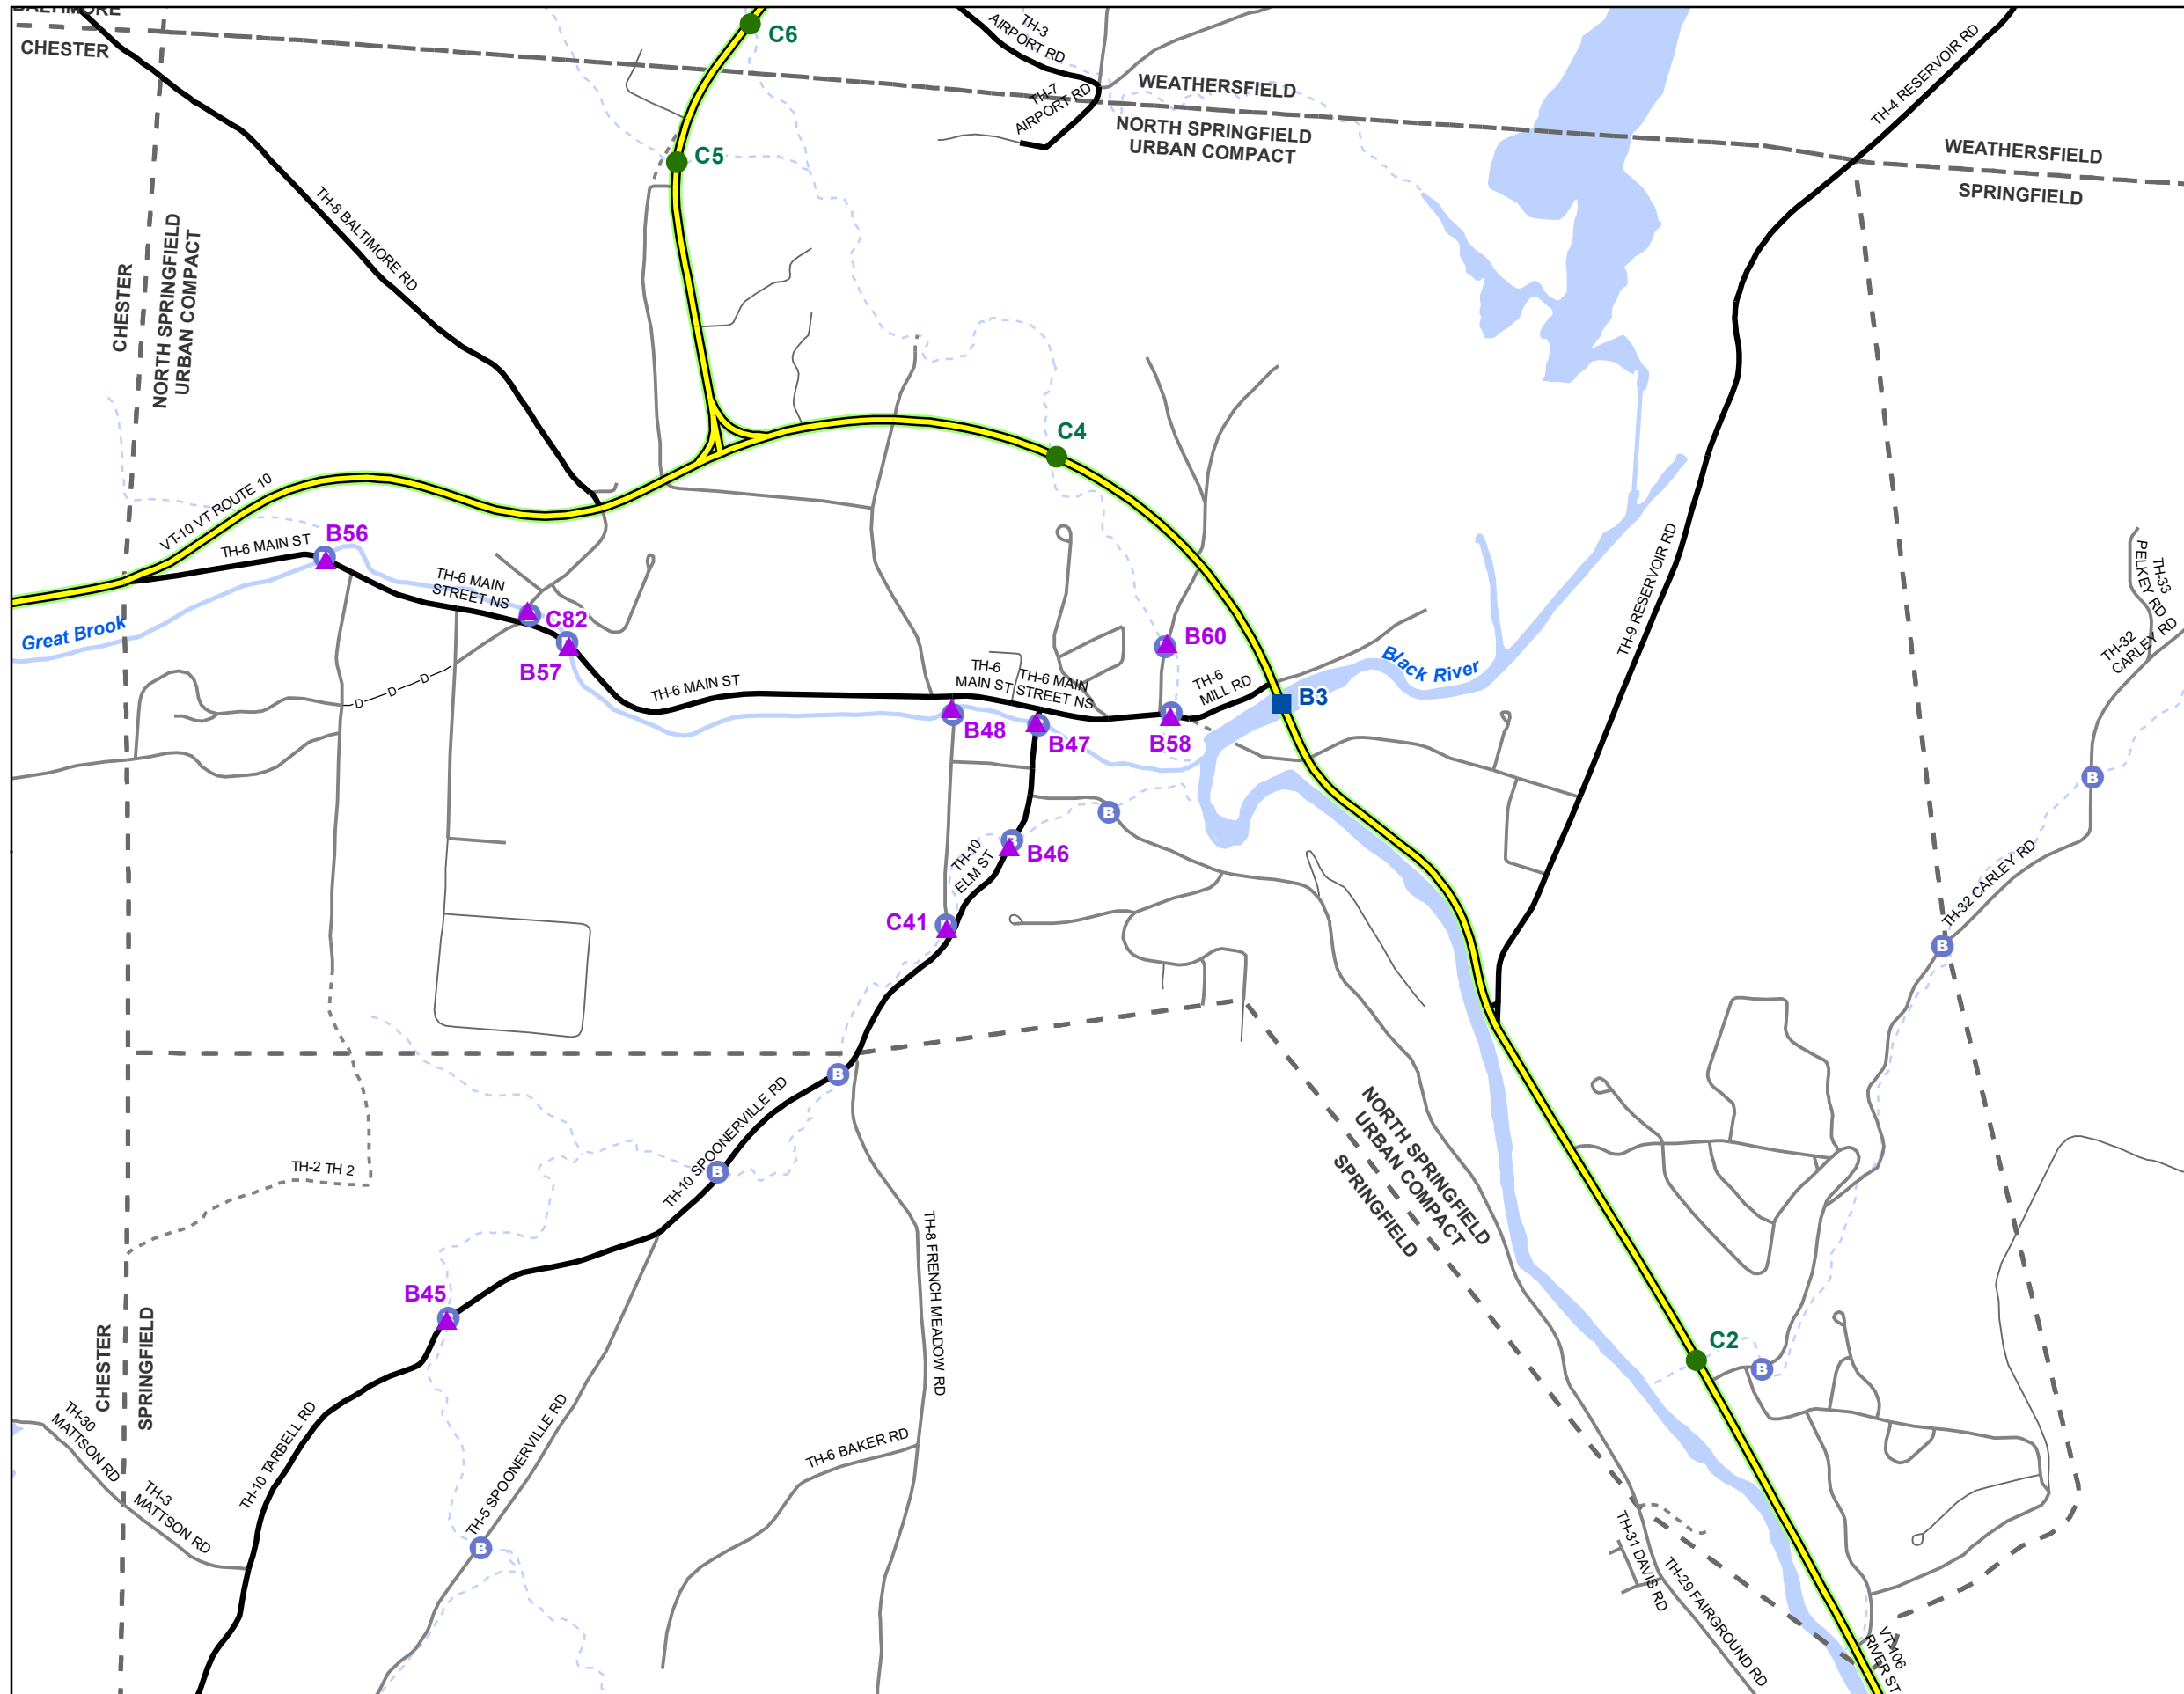 BALTIMORE
CHESTER
C6
TH-3
AIRPORT RD
TH-7
AIRPORT RD
WEATHERSFIELD
NORTH SPRINGFIELD
URBAN COMPACT
TH-4 RESERVOIR RD
WEATHERSFIELD
SPRINGFIELD
C5
TH-8 BALTIMORE RD
CHESTER
NORTH SPRINGFIELD
URBAN COMPACT
C4
VT-10 VT ROUTE 10
TH-6 MAIN ST
B56
TH-6 MAIN
STREET NS
C82
B57
Great Brook
TH-6 MAIN ST
TH-6
MAIN ST
TH-6 MAIN
STREET NS
B60
TH-6
MILL RD
B3
Black River
TH-9 RESERVOIR RD
TH-33
PELKEY RD
TH-32
CARLEY RD
B48
B47
B58
D
D
D
B
B
B46
TH-10
ELM ST
C41
TH-32 CARLEY RD
B
B
TH-10 SPOONERVILLE RD
B
NORTH SPRINGFIELD
URBAN COMPACT
SPRINGFIELD
TH-2 TH 2
TH-8 FRENCH MEADOW RD
B45
C2
B
CHESTER
SPRINGFIELD
TH-30
MATTSON RD
TH-3
MATTSON RD
TH-10 TARBELL RD
TH-5 SPOONERVILLE RD
B
TH-6 BAKER RD
TH-31 DAVIS RD
TH-29 FAIRGROUND RD
VT-106
RIVER ST